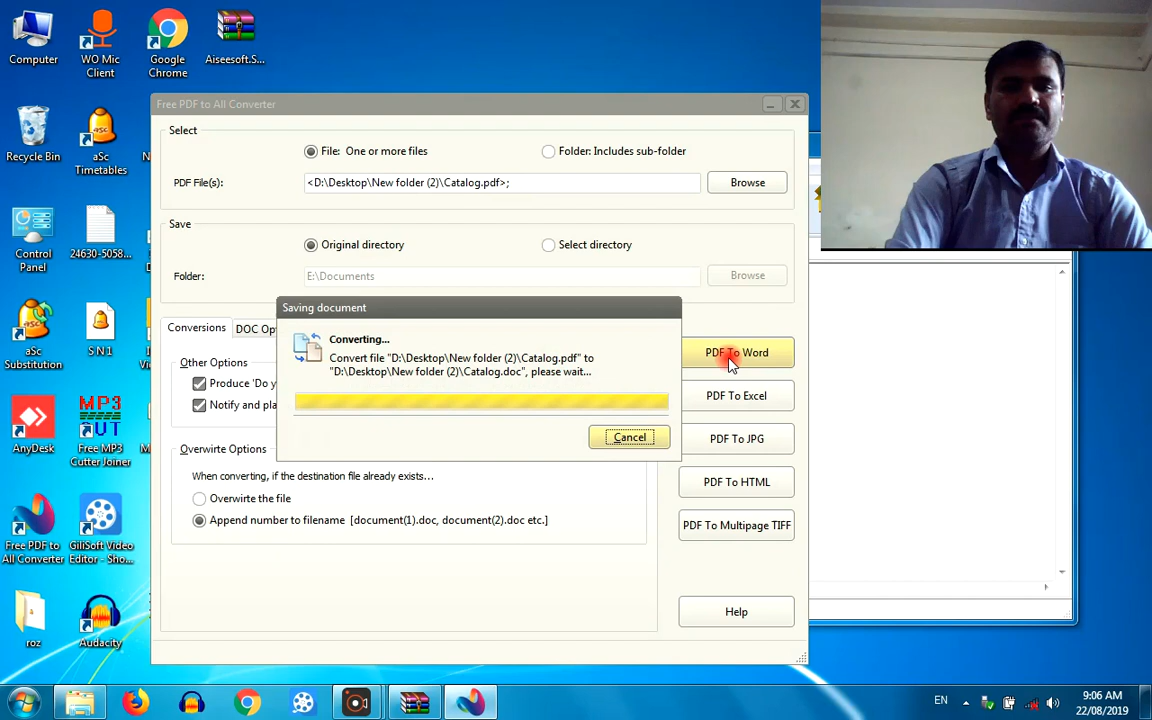 Computer
WO Mic
Client
Google
Chrome
Aiseesoft.S...
Recycle Bin
aSc
Timetables
Control
Panel
24630-5058...
aSc
Substitution
S N 1
AnyDesk
MP3
CUT
Free MP3
Cutter Joiner
Free PDF to
All Converter
GiliSoft Video
Editor - Sho...
roz
Audacity
Free PDF to All Converter
Select
File: One or more files
Folder: Includes sub-folder
PDF File(s):
<D:\Desktop\New folder (2)\Catalog.pdf>;
Browse
Save
Original directory
Select directory
Folder:
E:\Documents
Browse
Conversions
DOC Op
Other Options
Produce 'Do y
Notify and pla
Overwrite Options
When converting, if the destination file already exists...
Overwirte the file
Append number to filename [document(1).doc, document(2).doc etc.]
Saving document
Converting...
Convert file "D:\Desktop\New folder (2)\Catalog.pdf" to
"D:\Desktop\New folder (2)\Catalog.doc", please wait...
Cancel
PDF To Word
PDF To Excel
PDF To JPG
PDF To HTML
PDF To Multipage TIFF
Help
EN
9:06 AM
22/08/2019